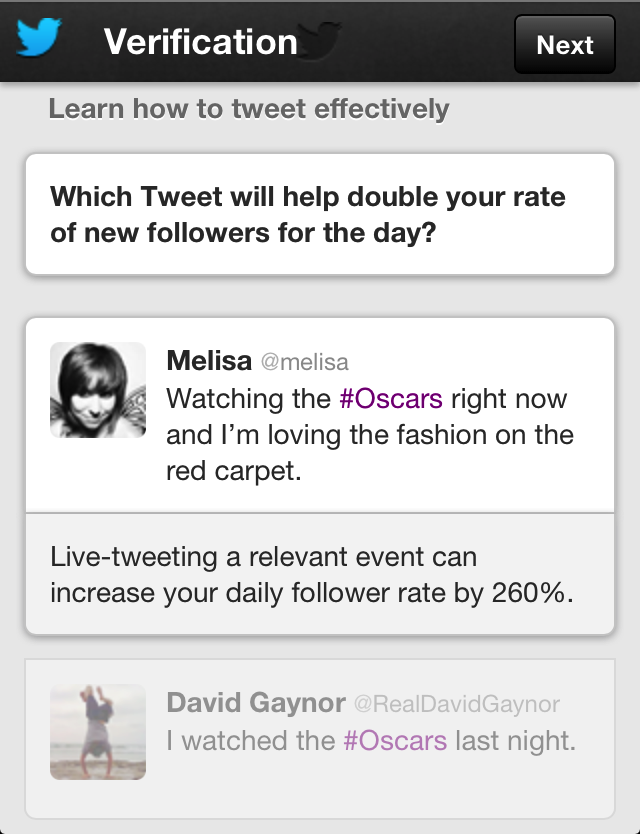 Verification
Next
Learn how to tweet effectively
Which Tweet will help double your rate
of new followers for the day?
Melisa @melisa
Watching the #Oscars right now
and I’m loving the fashion on the
red carpet.
Live-tweeting a relevant event can
increase your daily follower rate by 260%.
David Gaynor @RealDavidGaynor
I watched the #Oscars last night.